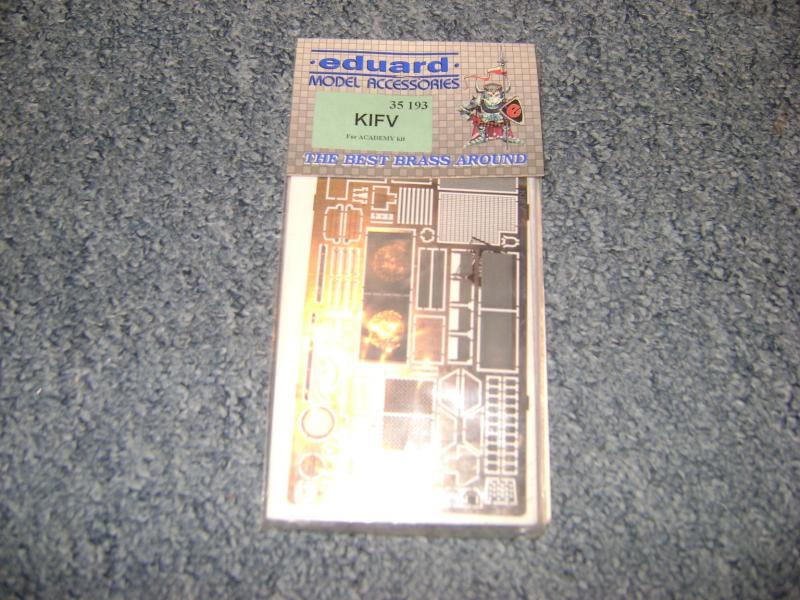 ·eduard·
MODEL ACCESSORIES
35 193
KIFV
For ACADEMY kit
e
THE BEST BRASS AROUND